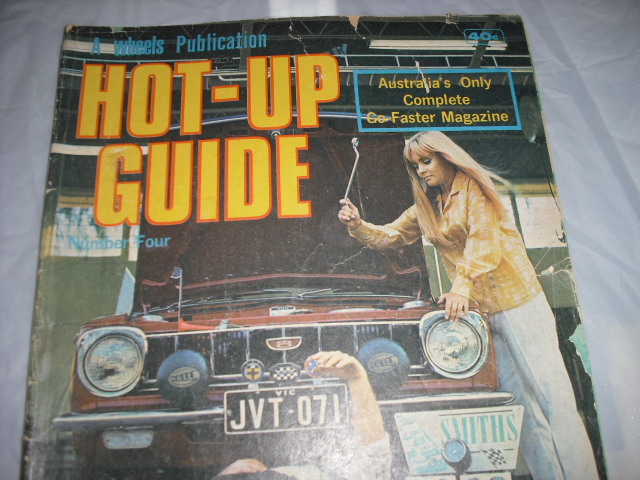 A Wheels Publication
40c
HOT-UP
GUIDE
Australia's Only
Complete
Go-Faster Magazine
Number Four
VIC
JVT·071
SMITHS